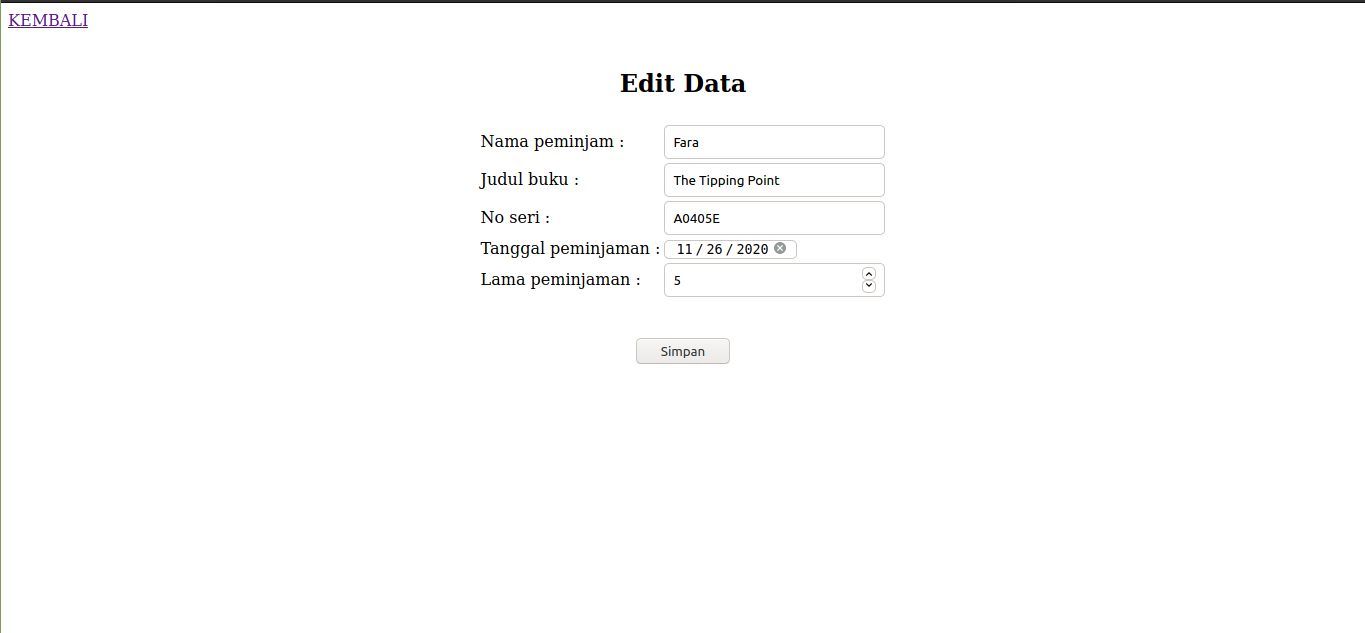 KEMBALI
Edit Data
Nama peminjam : Fara
Judul buku : The Tipping Point
No seri : A0405E
Tanggal peminjaman : 11 / 26 / 2020
Lama peminjaman : 5
Simpan